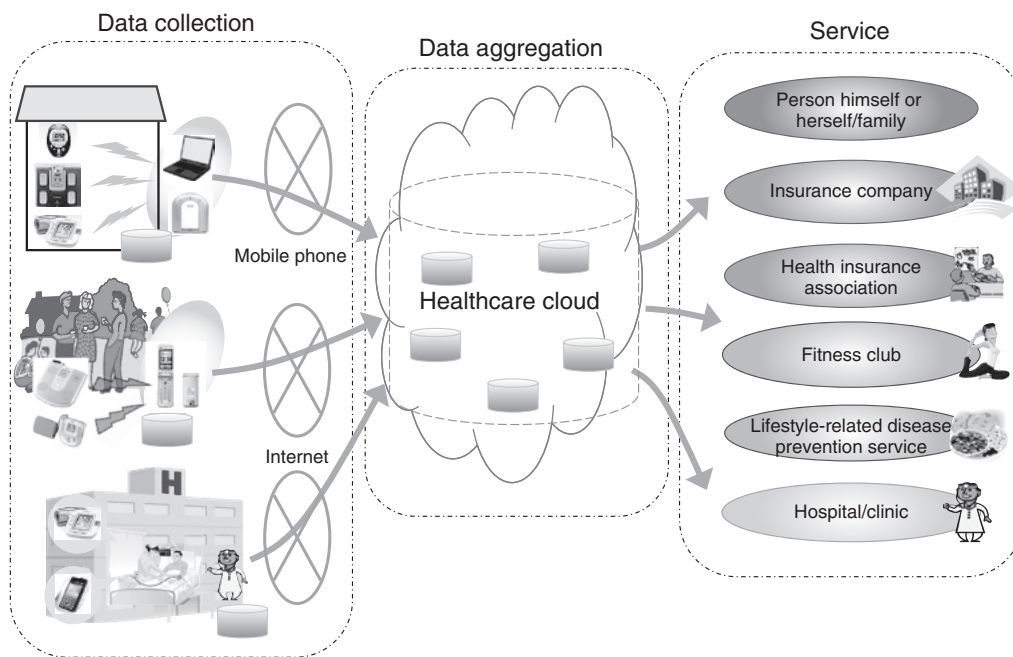 Data collection
Data aggregation
Service
Mobile phone
Internet
H
Healthcare cloud
Person himself or
herself/family
Insurance company
Health insurance
association
Fitness club
Lifestyle-related disease
prevention service
Hospital/clinic